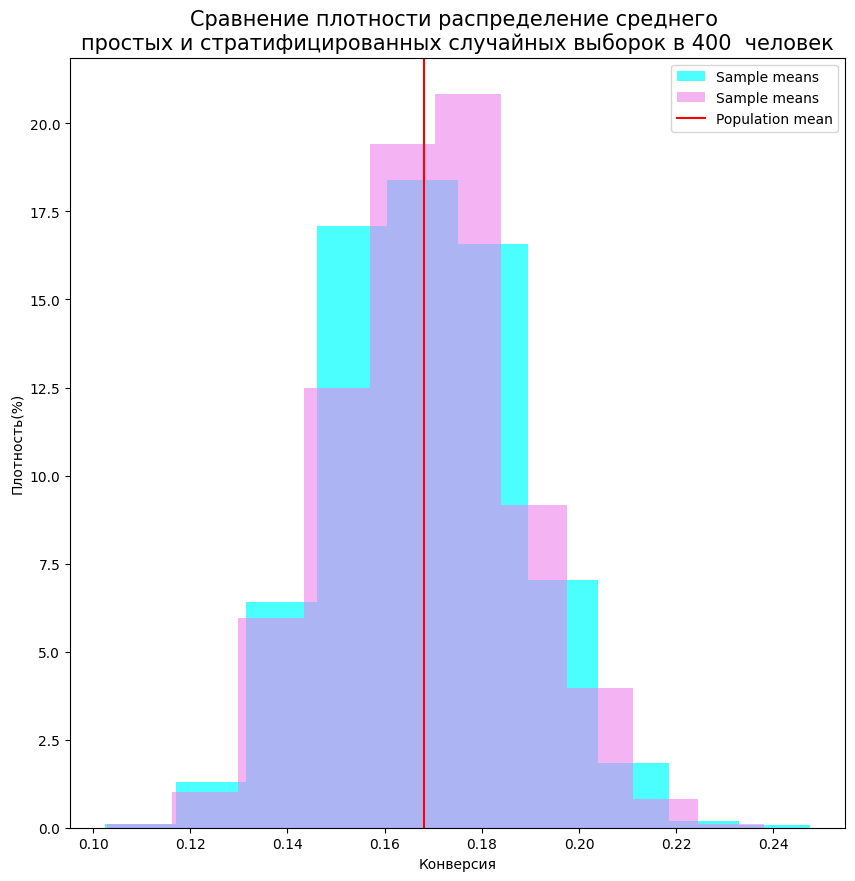 Сравнение плотности распределение среднего
простых и стратифицированных случайных выборок в 400  человек
Sample means
Sample means
Population mean
Плотность(%)
20.0
17.5
15.0
12.5
10.0
7.5
5.0
2.5
0.0
0.10 0.12 0.14 0.16 0.18 0.20 0.22 0.24
Конверсия